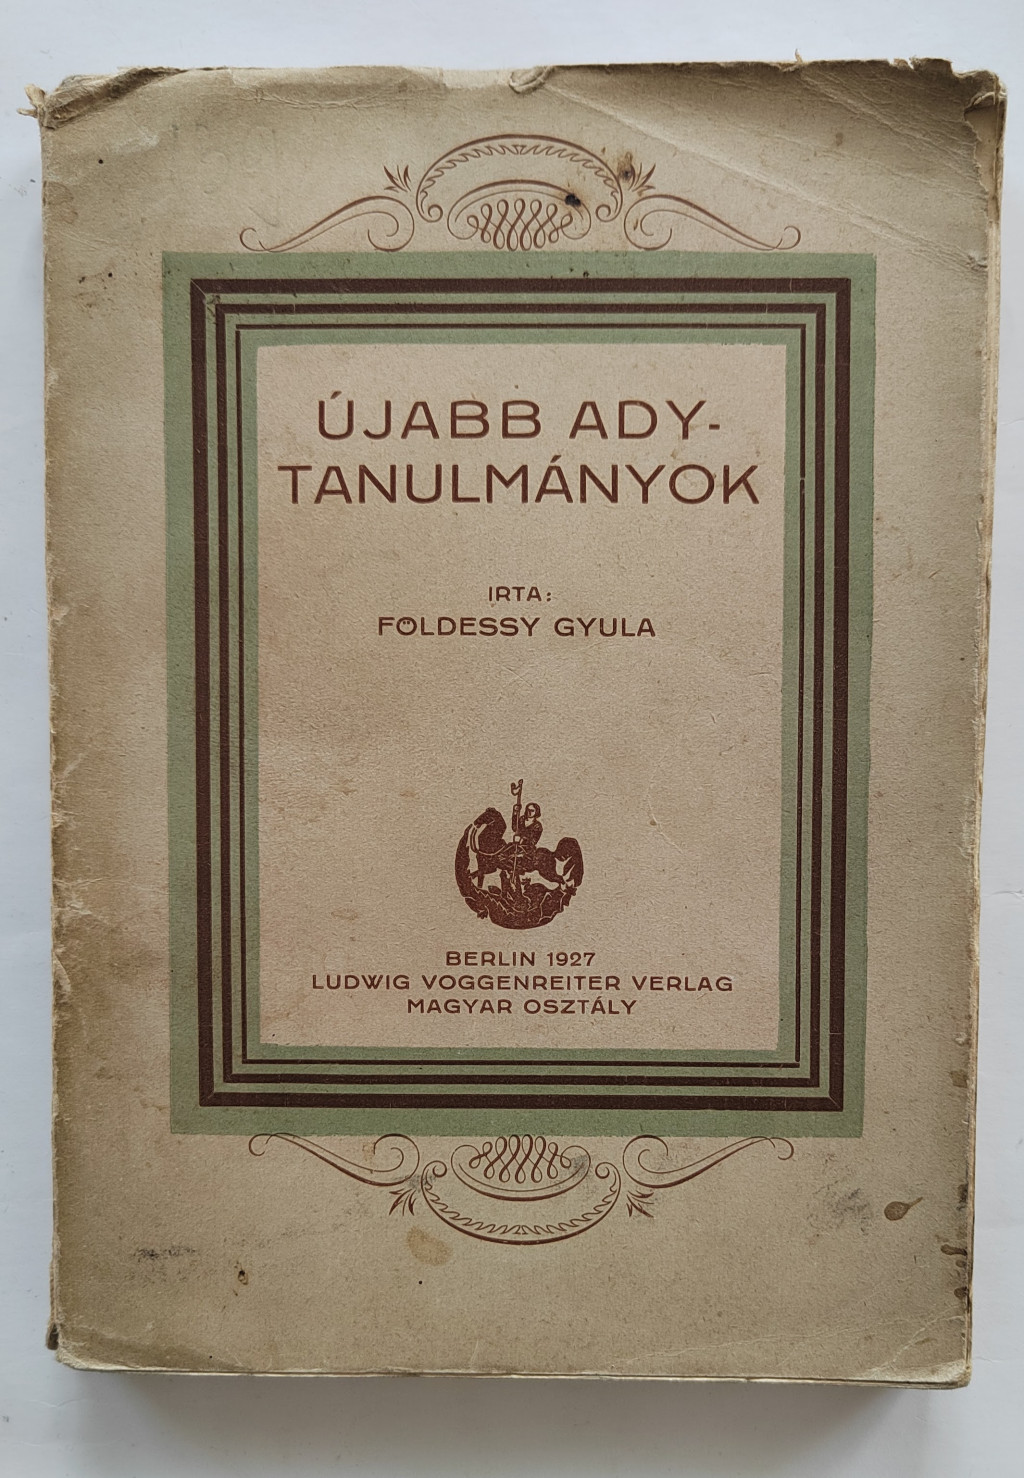 ÚJABB ADY-
TANULMÁNYOK
IRTA:
FÖLDESSY GYULA
BERLIN 1927
LUDWIG VOGGENREITER VERLAG
MAGYAR OSZTÁLY